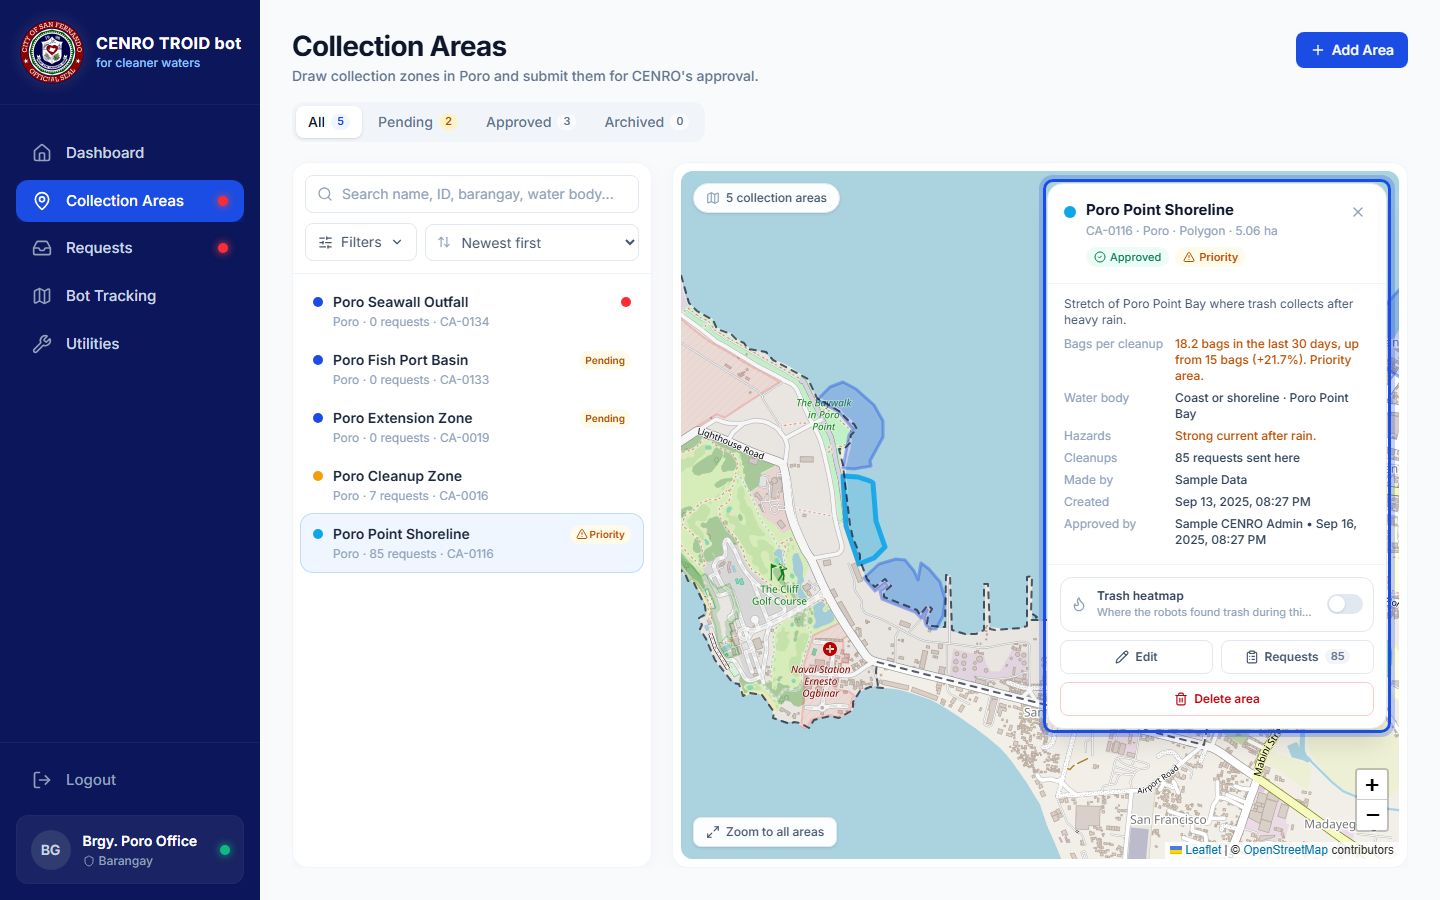 CITY OF SAN FERNANDO
OFFICIAL SEAL
CENRO TROID bot
for cleaner waters
Dashboard
Collection Areas
Requests
Bot Tracking
Utilities
Logout
BG
Brgy. Poro Office
Barangay
Collection Areas
Draw collection zones in Poro and submit them for CENRO's approval.
+ Add Area
All 5
Pending 2
Approved 3
Archived 0
Search name, ID, barangay, water body...
Filters
Newest first
Poro Seawall Outfall
Poro · 0 requests · CA-0134
Poro Fish Port Basin
Pending
Poro · 0 requests · CA-0133
Poro Extension Zone
Pending
Poro · 0 requests · CA-0019
Poro Cleanup Zone
Poro · 7 requests · CA-0016
Poro Point Shoreline
Priority
Poro · 85 requests · CA-0116
5 collection areas
The Baywalk
in Poro
Point
Lighthouse Road
The Cliff
Golf Course
Naval Station
Ernesto
Ogbinar
San
Airport Road
Mabini Str
San Francisco
Madayeg
Zoom to all areas
+
−
Leaflet | © OpenStreetMap contributors
Poro Point Shoreline
CA-0116 · Poro · Polygon · 5.06 ha
Approved
Priority
Stretch of Poro Point Bay where trash collects after
heavy rain.
Bags per cleanup
18.2 bags in the last 30 days, up
from 15 bags (+21.7%). Priority
area.
Water body
Coast or shoreline · Poro Point
Bay
Hazards
Strong current after rain.
Cleanups
85 requests sent here
Made by
Sample Data
Created
Sep 13, 2025, 08:27 PM
Approved by
Sample CENRO Admin • Sep 16,
2025, 08:27 PM
Trash heatmap
Where the robots found trash during thi...
Edit
Requests 85
Delete area